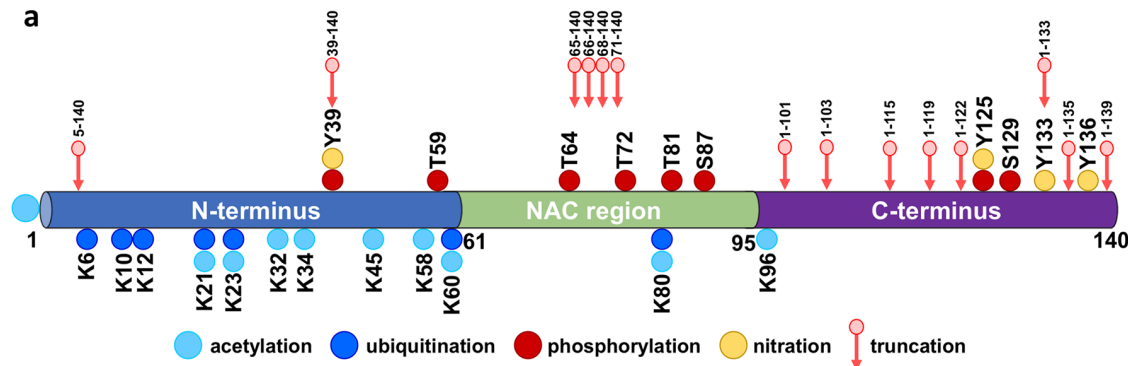 a
5-140
39-140
65-140
66-140
68-140
71-140
1-101
1-103
1-115
1-119
1-122
1-133
1-135
1-139
Y39
T59
T64
T72
T81
S87
Y125
S129
Y133
Y136
N-terminus
NAC region
C-terminus
1
61
95
140
K6
K10
K12
K21
K23
K32
K34
K45
K58
K60
K80
K96
acetylation
ubiquitination
phosphorylation
nitration
truncation